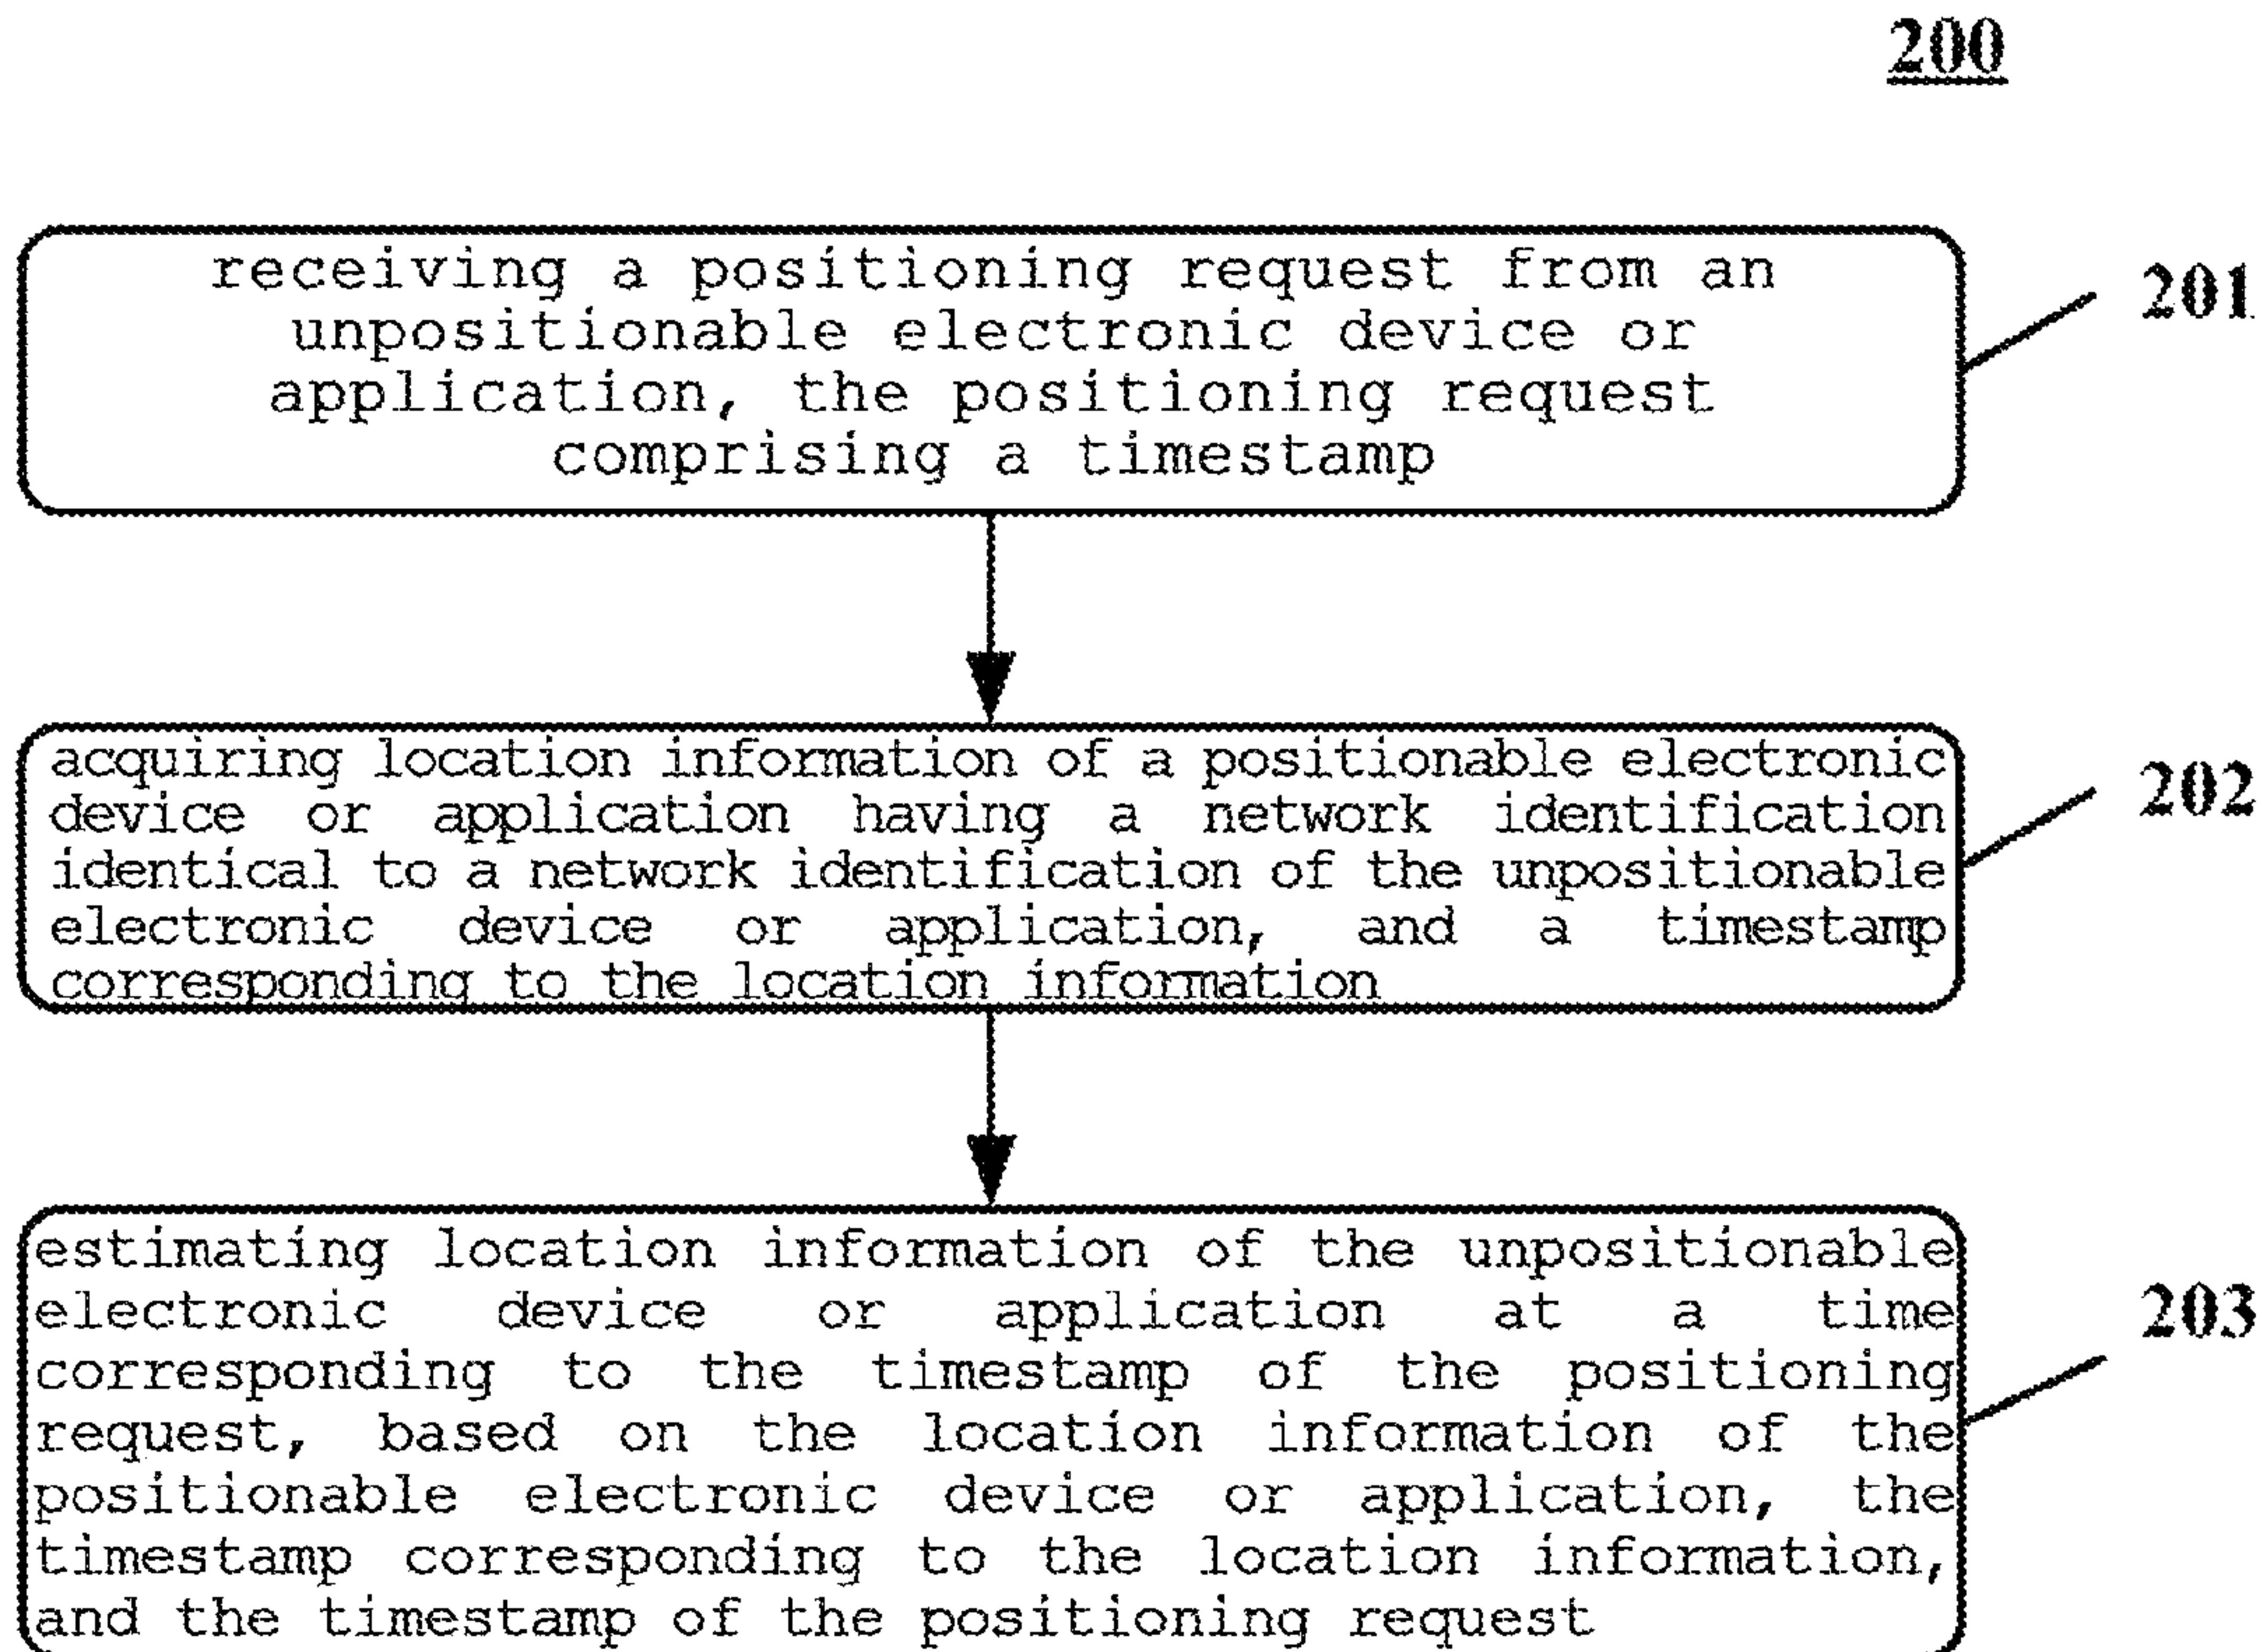 200
receiving a positioning request from an
unpositionable electronic device or
application, the positioning request
comprising a timestamp
201
acquiring location information of a positionable electronic
device or application having a network identification
identical to a network identification of the unpositionable
electronic device or application, and a timestamp
corresponding to the location information
202
estimating location information of the unpositionable
electronic device or application at a time
corresponding to the timestamp of the positioning
request, based on the location information of the
positionable electronic device or application, the
timestamp corresponding to the location information,
and the timestamp of the positioning request
203